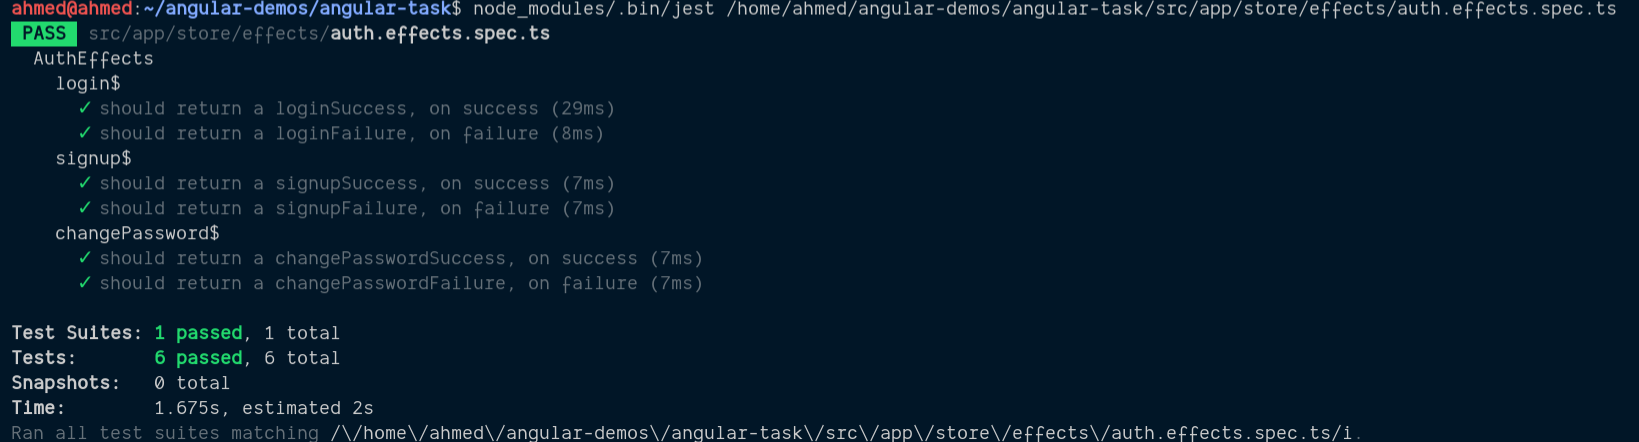 ahmed@ahmed:~/angular-demos/angular-task$ node_modules/.bin/jest /home/ahmed/angular-demos/angular-task/src/app/store/effects/auth.effects.spec.ts
PASS src/app/store/effects/auth.effects.spec.ts
AuthEffects
login$
✓ should return a loginSuccess, on success (29ms)
✓ should return a loginFailure, on failure (8ms)
signup$
✓ should return a signupSuccess, on success (7ms)
✓ should return a signupFailure, on failure (7ms)
changePassword$
✓ should return a changePasswordSuccess, on success (7ms)
✓ should return a changePasswordFailure, on failure (7ms)
Test Suites: 1 passed, 1 total
Tests: 6 passed, 6 total
Snapshots: 0 total
Time: 1.675s, estimated 2s
Ran all test suites matching /\/home\/ahmed\/angular-demos\/angular-task\/src\/app\/store\/effects\/auth.effects.spec.ts/i.